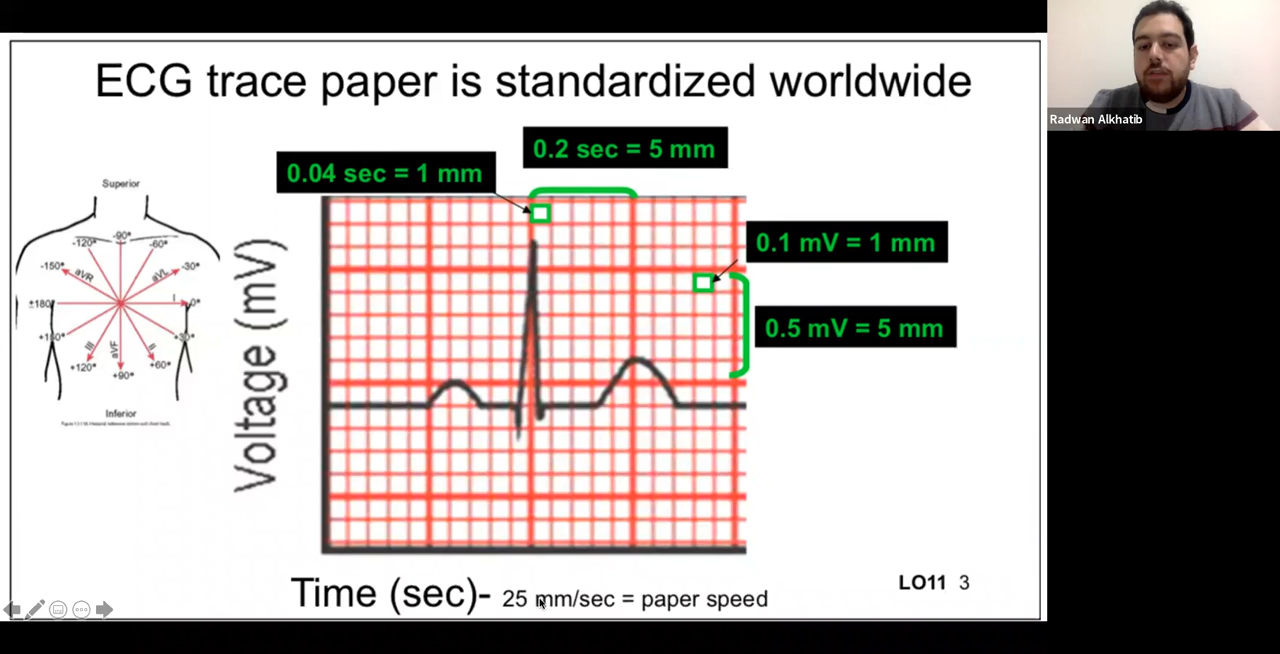 ECG trace paper is standardized worldwide
Radwan Alkhatib
0.2 sec = 5 mm
0.04 sec = 1 mm
0.1 mV = 1 mm
0.5 mV = 5 mm
Superior
-90°
-120°
-60°
-150°
-30°
aVR
aVL
±180°
I
0°
+30°
III
aVF
II
+120°
+60°
+90°
Inferior
Voltage (mV)
Time (sec)- 25 mm/sec = paper speed
LO11 3